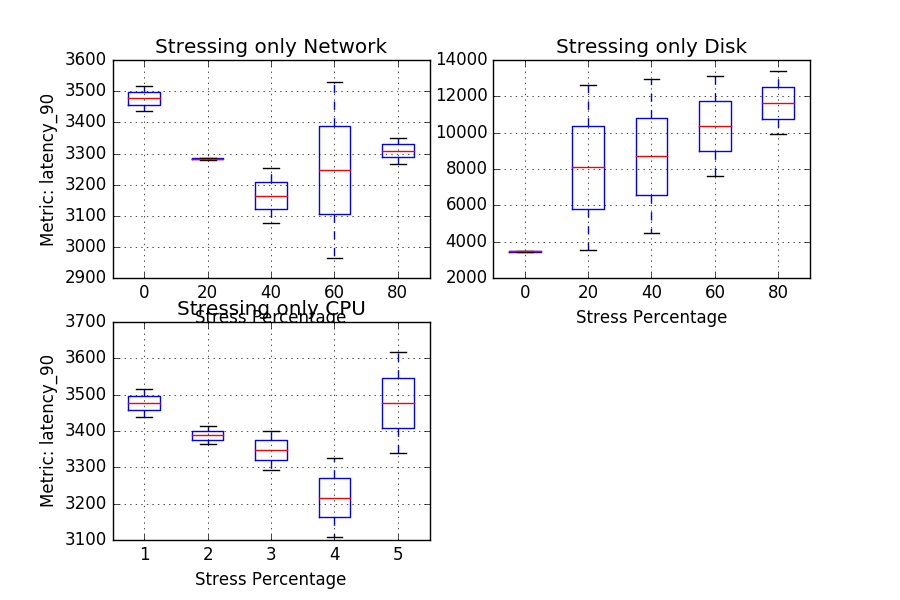 Stressing only Network
Metric: latency_90
3600
3500
3400
3300
3200
3100
3000
2900
0 20 40 60 80
Stress Percentage
Stressing only Disk
14000
12000
10000
8000
6000
4000
2000
0 20 40 60 80
Stress Percentage
Stressing only CPU
Metric: latency_90
3700
3600
3500
3400
3300
3200
3100
1 2 3 4 5
Stress Percentage